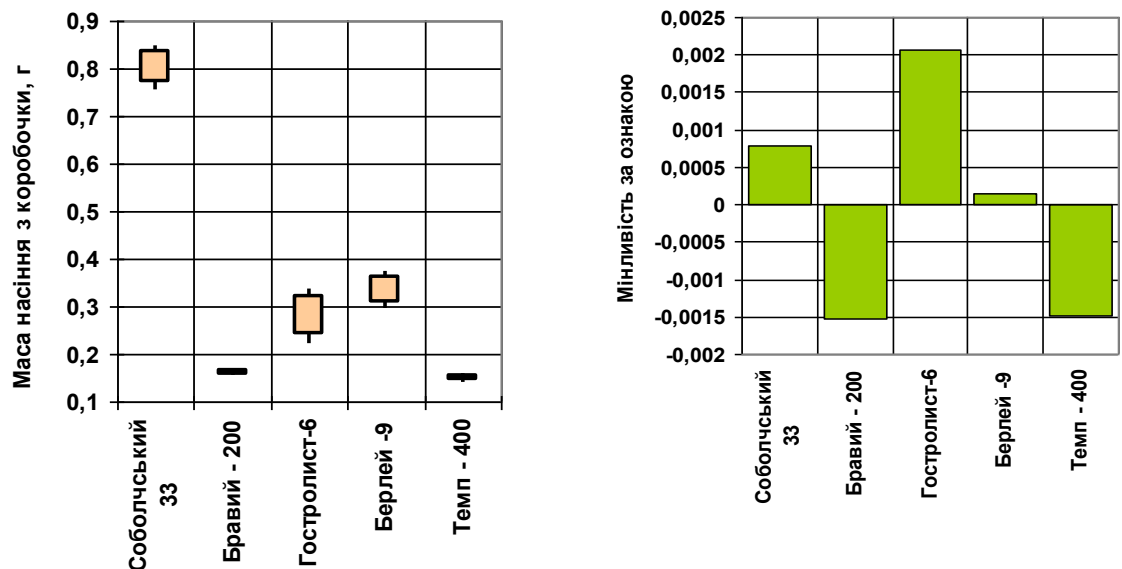 Маса насіння з коробочки, г
0,9
0,8
0,7
0,6
0,5
0,4
0,3
0,2
0,1
Соболчський
33
Бравий - 200
Гостролист-6
Берлей -9
Темп - 400
Мінливість за ознакою
0,0025
0,002
0,0015
0,001
0,0005
0
-0,0005
-0,001
-0,0015
-0,002
Соболчський
33
Бравий - 200
Гостролист-6
Берлей -9
Темп - 400